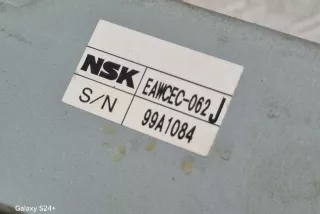 NSK EAWCEC-062J
S/N 99A1084
Galaxy S24+